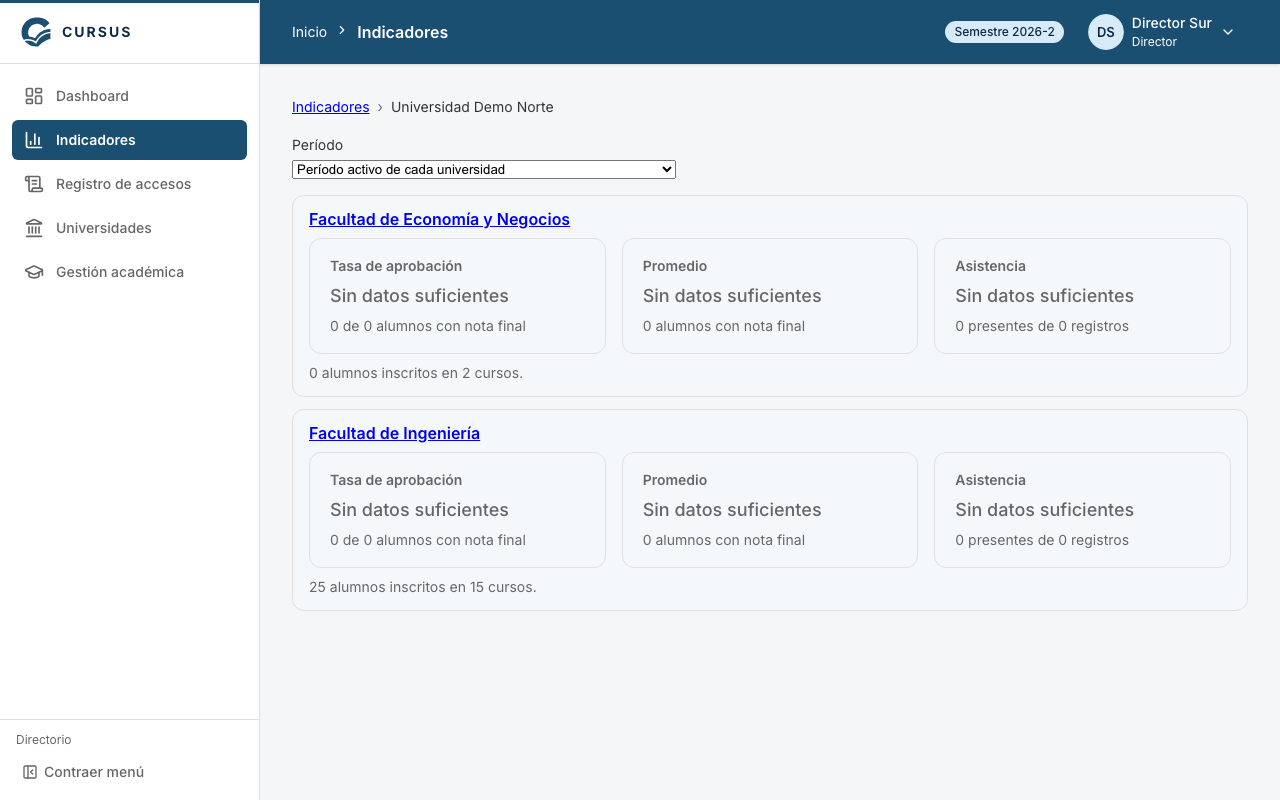 CURSUS
Inicio › Indicadores
Semestre 2026-2
DS
Director Sur
Director
Dashboard
Indicadores
Registro de accesos
Universidades
Gestión académica
Directorio
Contraer menú
Indicadores › Universidad Demo Norte
Período
Período activo de cada universidad
Facultad de Economía y Negocios
Tasa de aprobación
Sin datos suficientes
0 de 0 alumnos con nota final
Promedio
Sin datos suficientes
0 alumnos con nota final
Asistencia
Sin datos suficientes
0 presentes de 0 registros
0 alumnos inscritos en 2 cursos.
Facultad de Ingeniería
Tasa de aprobación
Sin datos suficientes
0 de 0 alumnos con nota final
Promedio
Sin datos suficientes
0 alumnos con nota final
Asistencia
Sin datos suficientes
0 presentes de 0 registros
25 alumnos inscritos en 15 cursos.